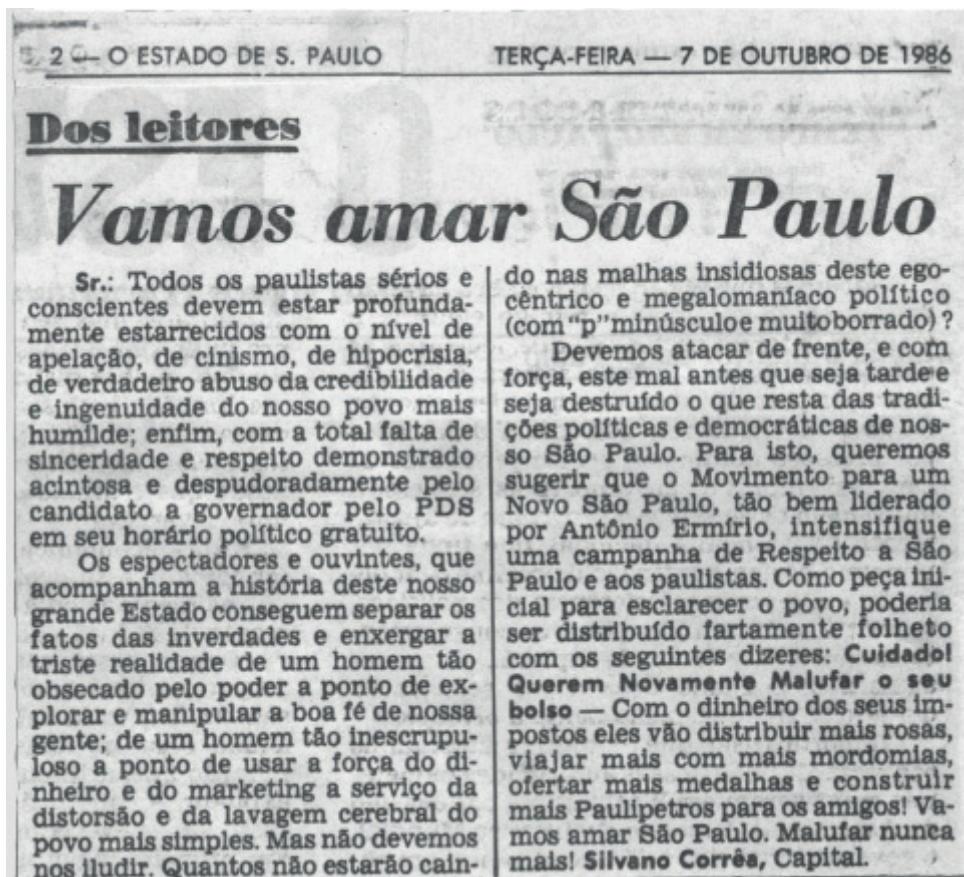 2 — O ESTADO DE S. PAULO
TERÇA-FEIRA — 7 DE OUTUBRO DE 1986
Dos leitores
Vamos amar São Paulo
Sr.: Todos os paulistas sérios e
conscientes devem estar profunda-
mente estarrecidos com o nível de
apelação, de cinismo, de hipocrisia,
de verdadeiro abuso da credibilidade
e ingenuidade do nosso povo mais
humilde; enfim, com a total falta de
sinceridade e respeito demonstrado
acintosa e despudoradamente pelo
candidato a governador pelo PDS
em seu horário político gratuito.
Os espectadores e ouvintes, que
acompanham a história deste nosso
grande Estado conseguem separar os
fatos das inverdades e enxergar a
triste realidade de um homem tão
obsecado pelo poder a ponto de ex-
plorar e manipular a boa fé de nossa
gente; de um homem tão inescrupu-
loso a ponto de usar a força do di-
nheiro e do marketing a serviço da
distorsão e da lavagem cerebral do
povo mais simples. Mas não devemos
nos iludir. Quantos não estarão cain-
do nas malhas insidiosas deste ego-
cêntrico e megalomaníaco político
(com "p" minúsculo e muito borrado) ?
Devemos atacar de frente, e com
força, este mal antes que seja tarde e
seja destruído o que resta das tradi-
ções políticas e democráticas de nos-
so São Paulo. Para isto, queremos
sugerir que o Movimento para um
Novo São Paulo, tão bem liderado
por Antônio Ermírio, intensifique
uma campanha de Respeito a São
Paulo e aos paulistas. Como peça ini-
cial para esclarecer o povo, poderia
ser distribuído fartamente folheto
com os seguintes dizeres: Cuidado!
Querem Novamente Malufar o seu
bolso — Com o dinheiro dos seus im-
postos eles vão distribuir mais rosas,
viajar mais com mais mordomias,
ofertar mais medalhas e construir
mais Paulipetros para os amigos! Va-
mos amar São Paulo. Malufar nunca
mais! Silvano Corrêa, Capital.